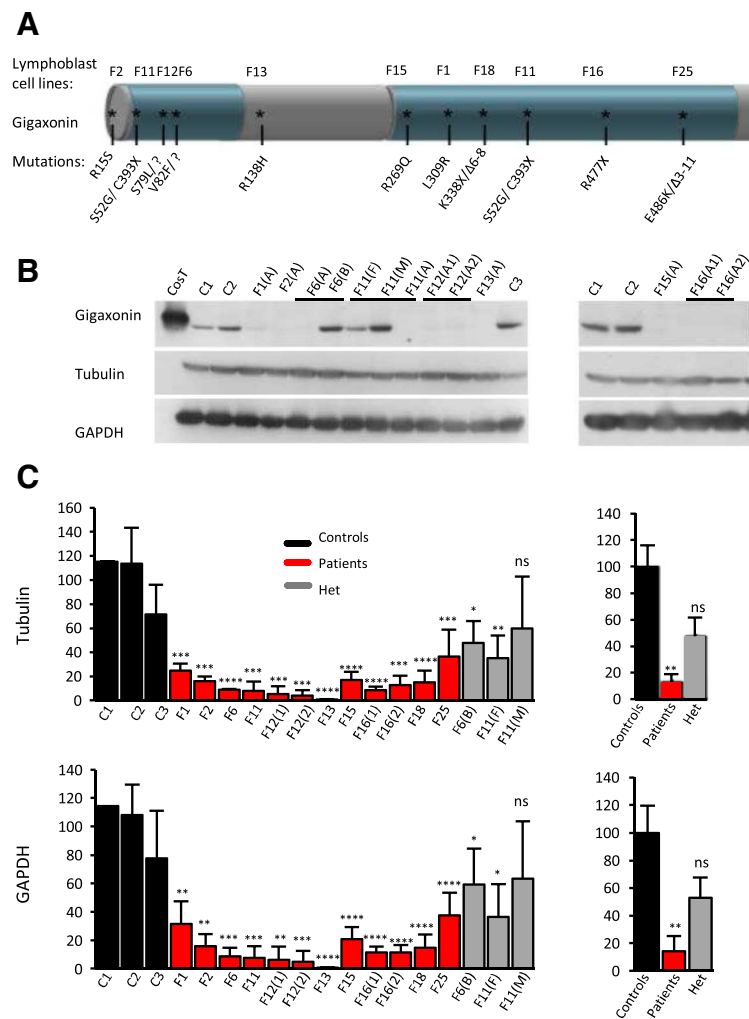 A
Lymphoblast
cell lines:
F2 F11 F12 F6 F13 F15 F1 F18 F11 F16 F25
Gigaxonin
* * * * * * * * * * *
Mutations:
R15S S52G/ C393X S79L/ ? V82F/ ? R138H R269Q L309R K338X/Δ6-8 S52G/ C393X R477X E486K/Δ3-11
B
CosT C1 C2 F1(A) F2(A) F6(A) F6(B) F11(F) F11(M) F11(A) F12(A1) F12(A2) F13(A) C3 C1 C2 F15(A) F16(A1) F16(A2)
Gigaxonin
Tubulin
GAPDH
C
Tubulin
160
140
120
100
80
60
40
20
0
Controls
Patients
Het
*** *** **** *** *** *** **** **** **** *** **** *** * ** ns
C1 C2 C3 F1 F2 F6 F11 F12(1) F12(2) F13 F15 F16(1) F16(2) F18 F25 F6(B) F11(F) F11(M)
140
120
100
80
60
40
20
0
** ns
Controls Patients Het
GAPDH
140
120
100
80
60
40
20
0
** ** *** *** ** *** **** **** **** **** **** **** * * ns
C1 C2 C3 F1 F2 F6 F11 F12(1) F12(2) F13 F15 F16(1) F16(2) F18 F25 F6(B) F11(F) F11(M)
140
120
100
80
60
40
20
0
** ns
Controls Patients Het